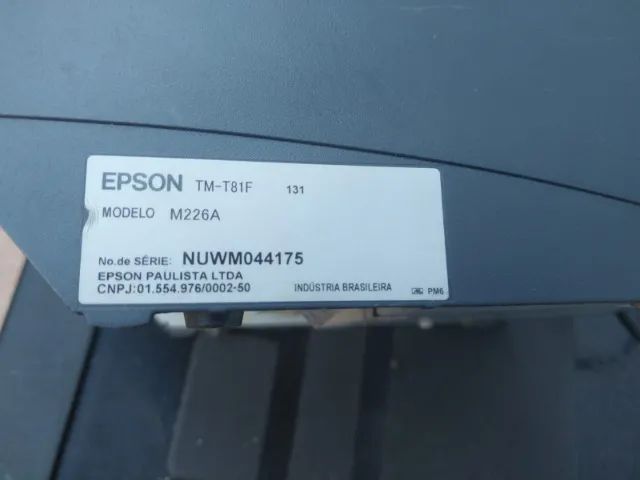 EPSON TM-T81F 131
MODELO M226A
No.de SÉRIE: NUWM044175
EPSON PAULISTA LTDA
CNPJ:01.554.976/0002-50 INDÚSTRIA BRASILEIRA PM6